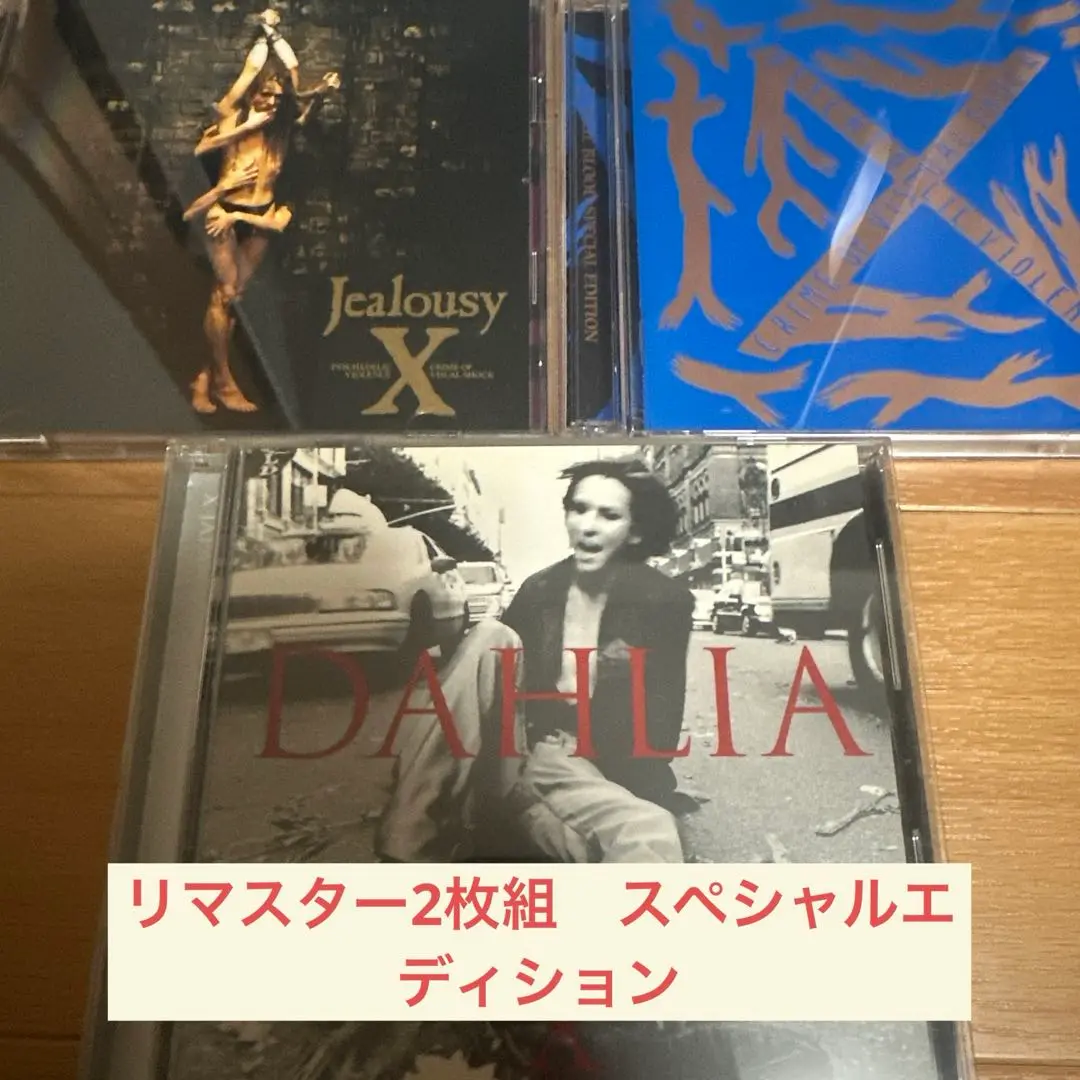 Jealousy
X
PSYCHEDELIC VIOLENCE
CRIME OF VISUAL SHOCK
BLOOD SPECIAL EDITION
CRIME OF VISUAL SHOCK
VIOLEN
DAHLIA
リマスター2枚組　スペシャルエ
ディション